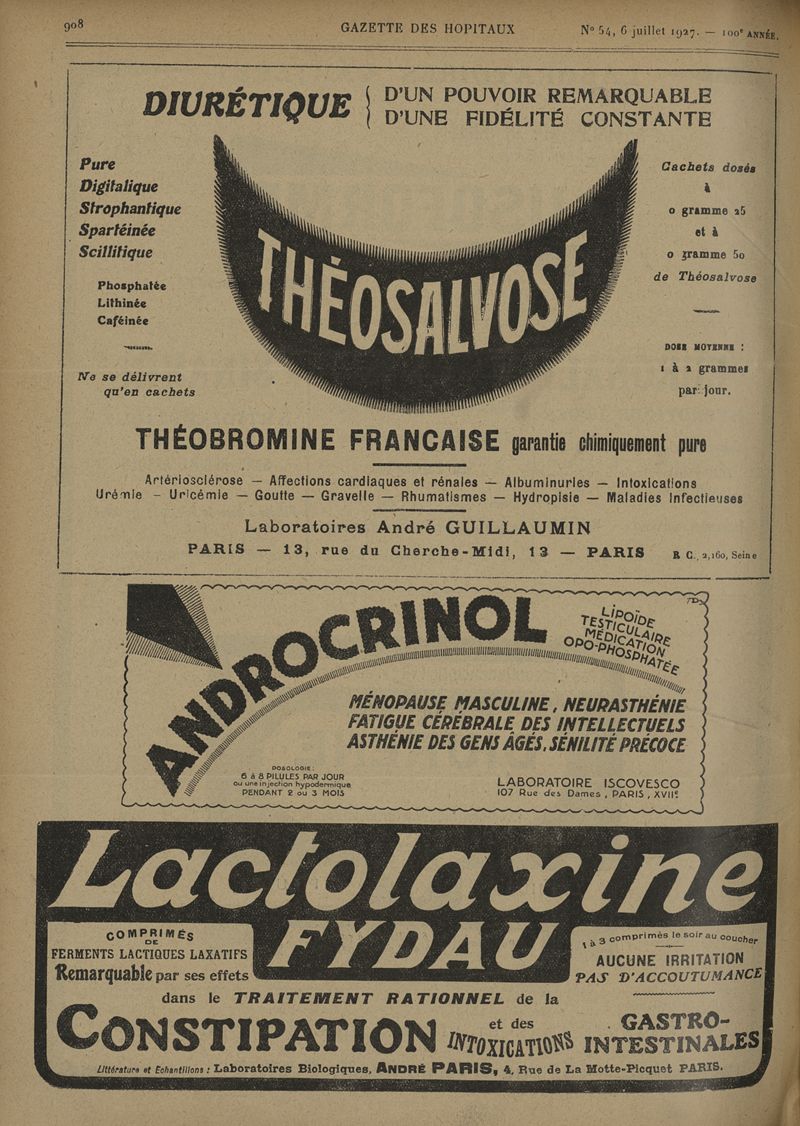 908
GAZETTE DES HOPITAUX
N° 54, 6 juillet 1927. — 100e ANNÉE.
DIURÉTIQUE
D'UN POUVOIR REMARQUABLE
D'UNE FIDÉLITÉ CONSTANTE
Pure
Digitalique
Strophantique
Spartéinée
Scillitique
Phosphatée
Lithinée
Caféinée
Ne se délivrent
qu'en cachets
THÉOSALVOSE
Cachets dosés
à
0 gramme 25
et à
0 gramme 50
de Théosalvose
DOSE MOYENNE :
1 à 2 grammes
par jour.
THÉOBROMINE FRANCAISE garantie chimiquement pure
Artériosclérose — Affections cardiaques et rénales — Albuminuries — Intoxications
Urémie — Uricémie — Goutte — Gravelle — Rhumatismes — Hydropisie — Maladies Infectieuses
Laboratoires André GUILLAUMIN
PARIS — 13, rue du Cherche-Midi, 13 — PARIS
R C., 2,160, Seine
ANDROCRINOL
LIPOÏDE
TESTICULAIRE
MÉDICATION
OPO-PHOSPHATÉE
MÉNOPAUSE MASCULINE, NEURASTHÉNIE
FATIGUE CÉRÉBRALE DES INTELLECTUELS
ASTHÉNIE DES GENS ÂGÉS, SÉNILITÉ PRÉCOCE
POSOLOGIE :
6 à 8 PILULES PAR JOUR
ou une injection hypodermique
PENDANT 2 ou 3 MOIS
LABORATOIRE ISCOVESCO
107 Rue des Dames, PARIS, XVIIe
Lactolaxine
FYDAU
COMPRIMÉS
DE
FERMENTS LACTIQUES LAXATIFS
Remarquable par ses effets
1 à 3 comprimés le soir au coucher
AUCUNE IRRITATION
PAS D'ACCOUTUMANCE
dans le TRAITEMENT RATIONNEL de la
CONSTIPATION
et des
INTOXICATIONS
GASTRO-
INTESTINALES
Littérature et Echantillons : Laboratoires Biologiques, ANDRÉ PARIS, 4, Rue de La Motte-Picquet PARIS.